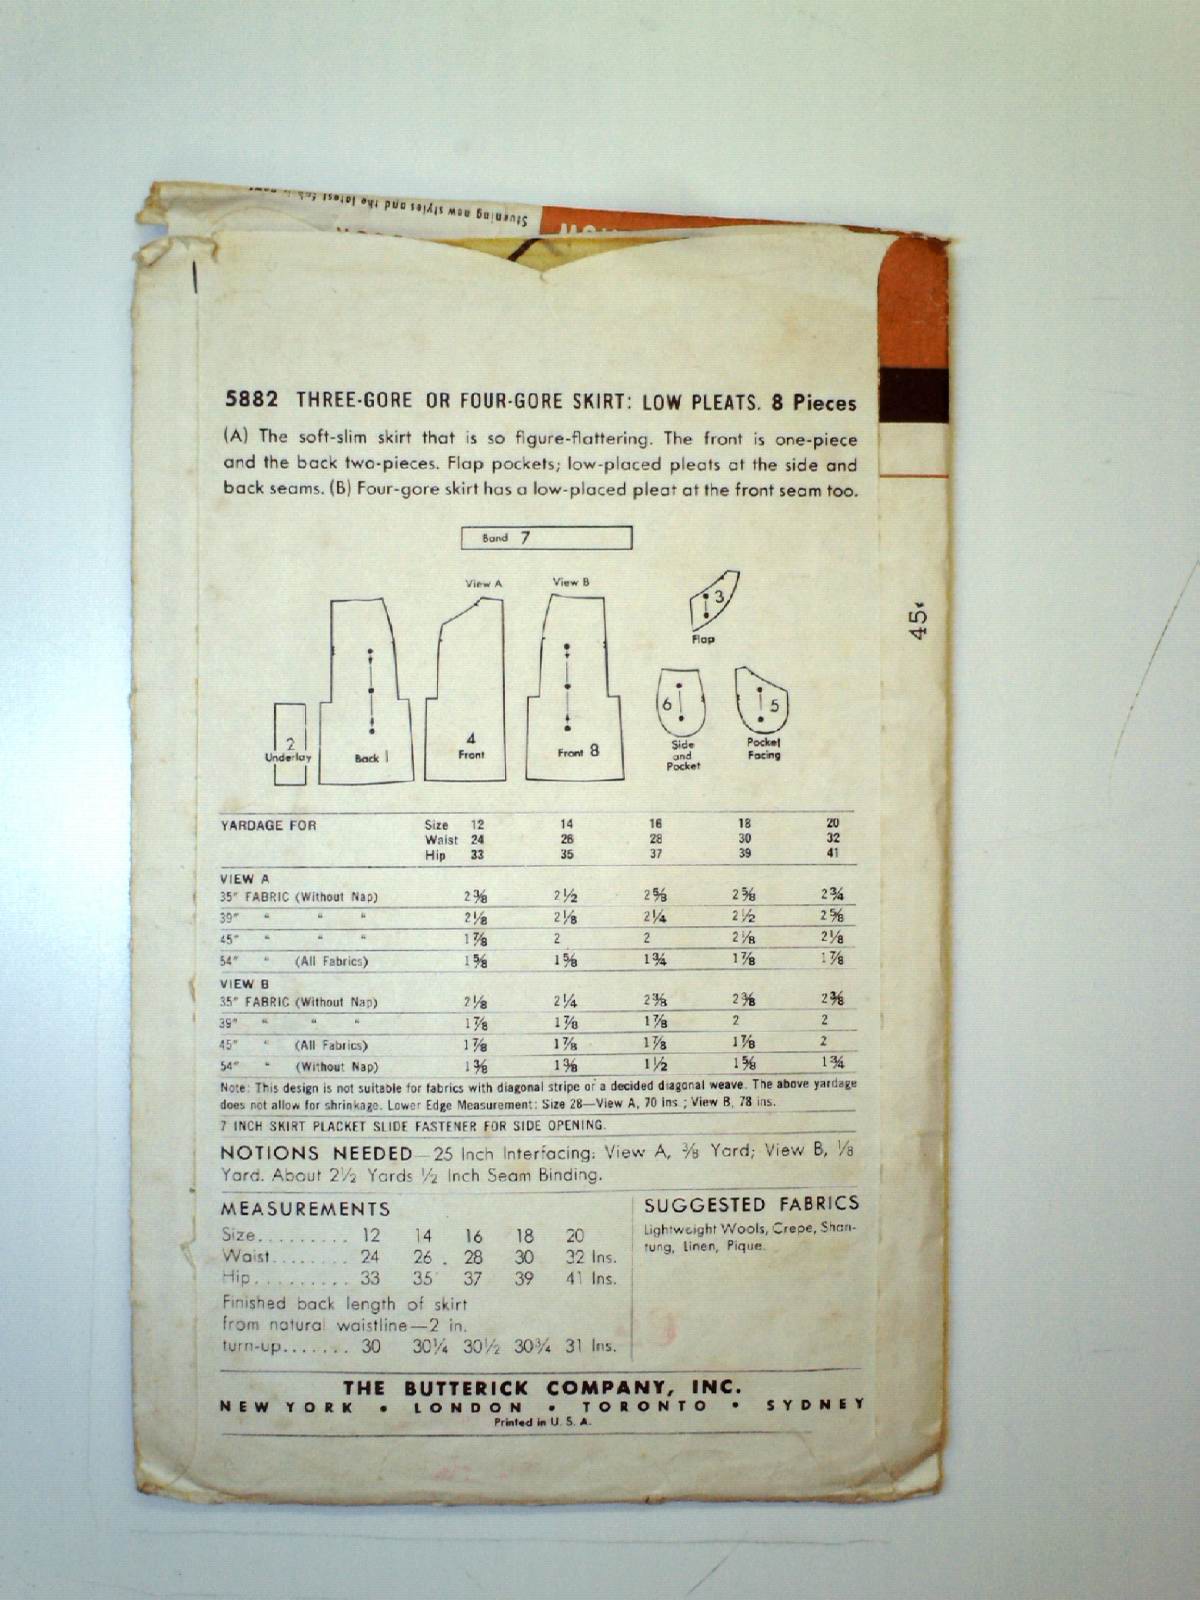 Stunning new styles and the latest
5882 THREE-GORE OR FOUR-GORE SKIRT: LOW PLEATS. 8 Pieces
(A) The soft-slim skirt that is so figure-flattering. The front is one-piece
and the back two-pieces. Flap pockets; low-placed pleats at the side and
back seams. (B) Four-gore skirt has a low-placed pleat at the front seam too.
Band 7
View A View B
3
Flap
45¢
2
Underlay
Back 1
4
Front
Front 8
6
Side
and
Pocket
5
Pocket
Facing
YARDAGE FOR Size 12 14 16 18 20
Waist 24 26 28 30 32
Hip 33 35 37 39 41
VIEW A
35" FABRIC (Without Nap) 2⅜ 2½ 2⅝ 2⅝ 2¾
39" " " " 2⅛ 2⅛ 2¼ 2½ 2⅝
45" " " " 1⅞ 2 2 2⅛ 2⅛
54" " (All Fabrics) 1⅝ 1⅝ 1¾ 1⅞ 1⅞
VIEW B
35" FABRIC (Without Nap) 2⅛ 2¼ 2⅜ 2⅜ 2⅜
39" " " " 1⅞ 1⅞ 1⅞ 2 2
45" " (All Fabrics) 1⅞ 1⅞ 1⅞ 1⅞ 2
54" " (Without Nap) 1⅜ 1⅜ 1½ 1⅝ 1¾
Note: This design is not suitable for fabrics with diagonal stripe or a decided diagonal weave. The above yardage
does not allow for shrinkage. Lower Edge Measurement: Size 28—View A, 70 ins.; View B, 78 ins.
7 INCH SKIRT PLACKET SLIDE FASTENER FOR SIDE OPENING.
NOTIONS NEEDED—25 Inch Interfacing: View A, ⅜ Yard; View B, ⅛
Yard. About 2½ Yards ½ Inch Seam Binding.
MEASUREMENTS
Size......... 12 14 16 18 20
Waist........ 24 26 28 30 32 Ins.
Hip.......... 33 35 37 39 41 Ins.
Finished back length of skirt
from natural waistline—2 in.
turn-up....... 30 30¼ 30½ 30¾ 31 Ins.
SUGGESTED FABRICS
Lightweight Wools, Crepe, Shan-
tung, Linen, Pique.
THE BUTTERICK COMPANY, INC.
NEW YORK • LONDON • TORONTO • SYDNEY
Printed in U. S. A.